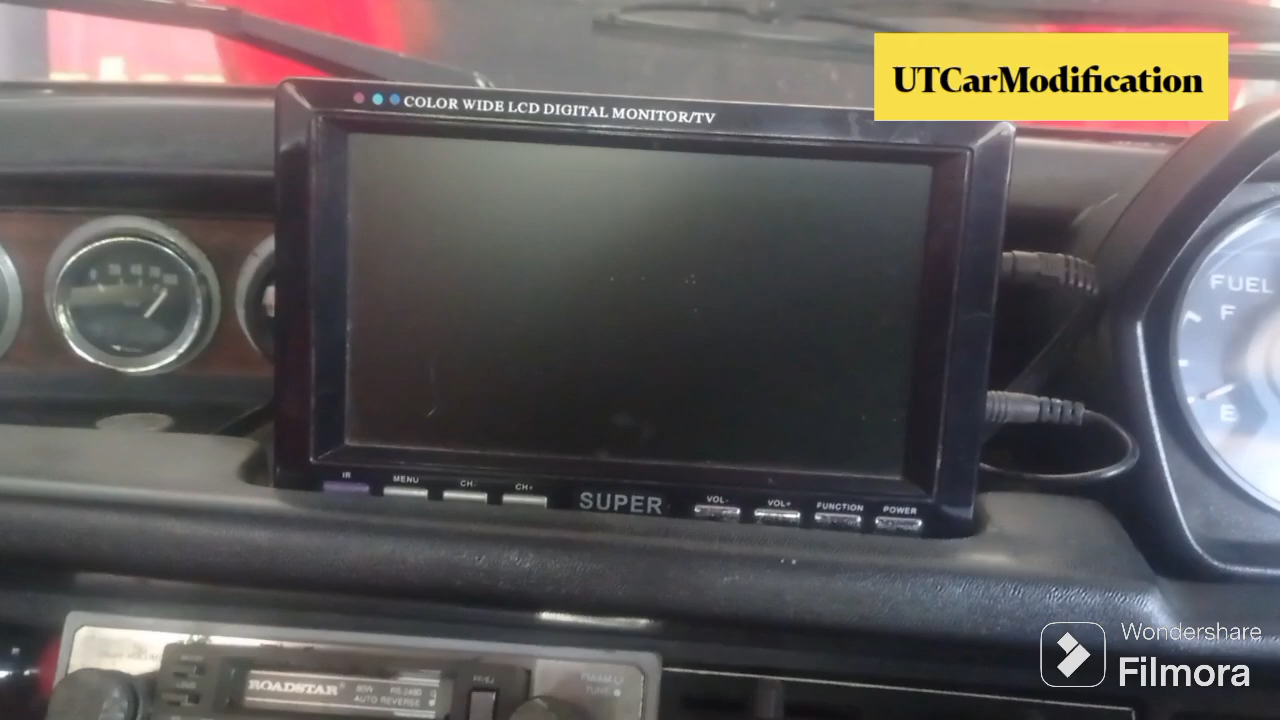 UTCarModification
COLOR WIDE LCD DIGITAL MONITOR/TV
FUEL
F
E
IR
MENU
CH-
CH+
SUPER
VOL-
VOL+
FUNCTION
POWER
Wondershare
Filmora
ROADSTAR
AUTO REVERSE
TUNE